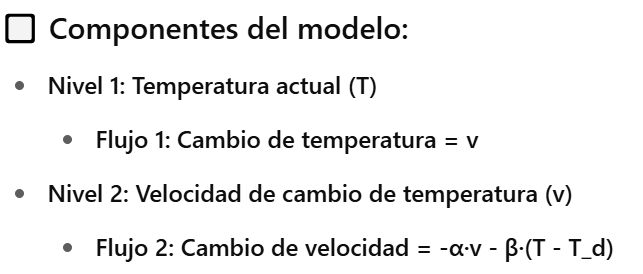 Componentes del modelo:
Nivel 1: Temperatura actual (T)
Flujo 1: Cambio de temperatura = v
Nivel 2: Velocidad de cambio de temperatura (v)
Flujo 2: Cambio de velocidad = -α·v - β·(T - T_d)